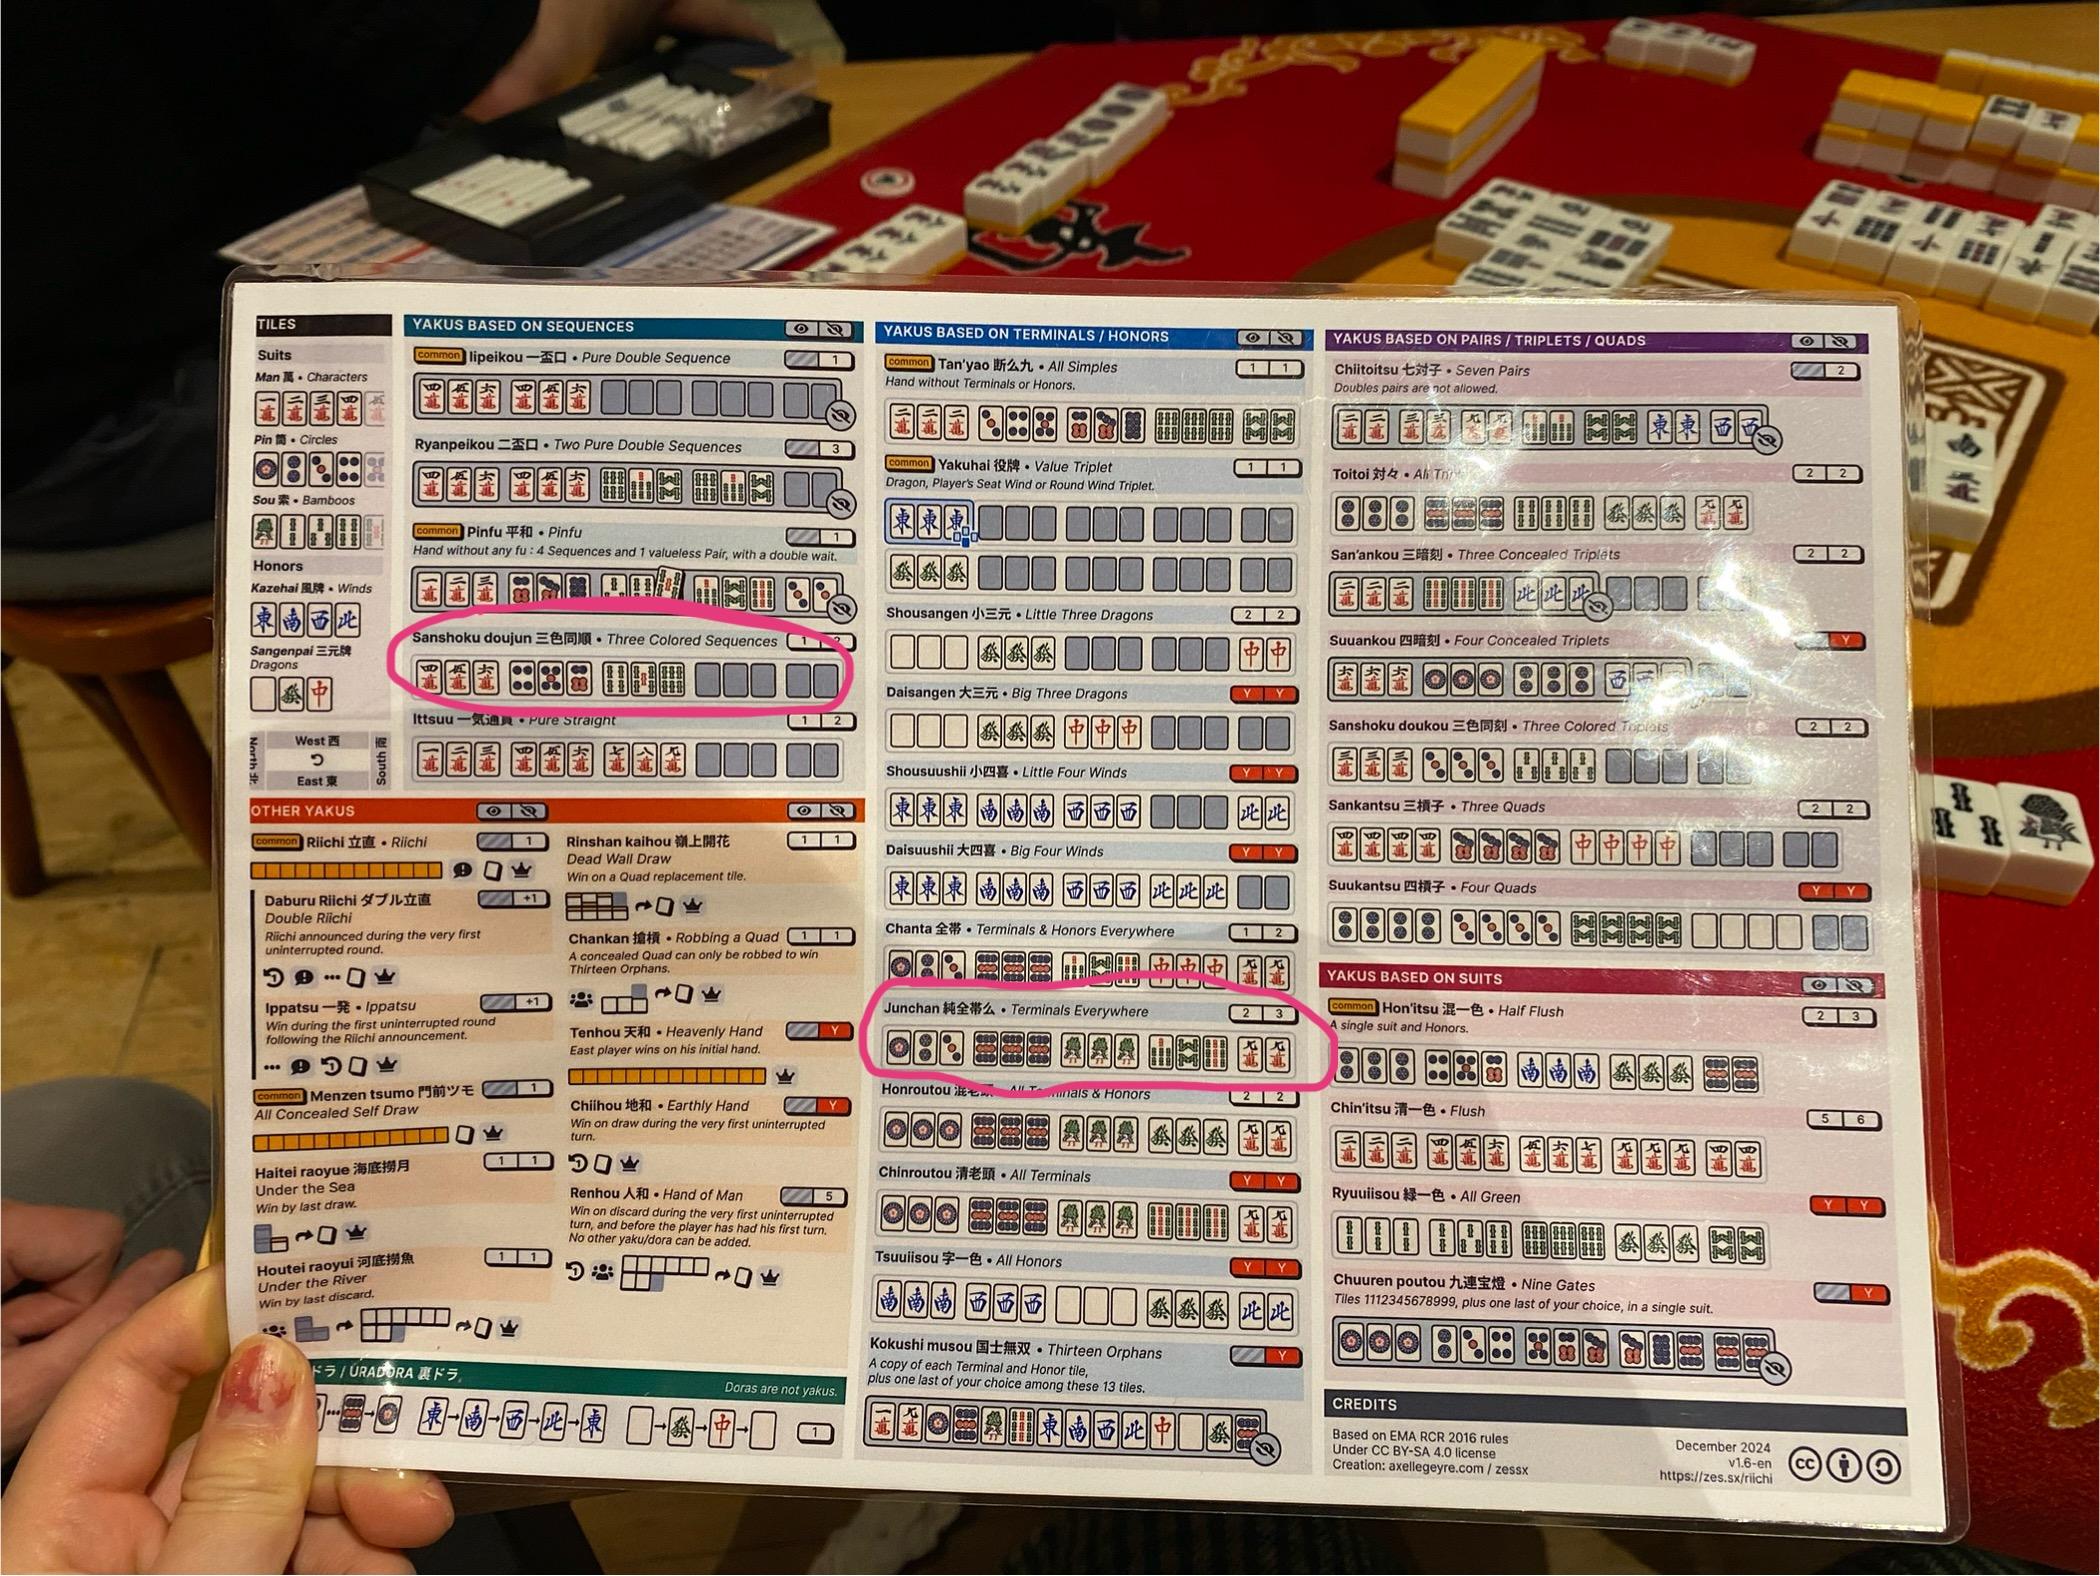 TILES
Suits
Man 萬 • Characters
Pin 筒 • Circles
Sou 索 • Bamboos
Honors
Kazehai 風牌 • Winds
東 南 西 北
Sangenpai 三元牌
Dragons
發 中
North 北
West 西
East 東
South 南
YAKUS BASED ON SEQUENCES
common Iipeikou 一盃口 • Pure Double Sequence
1
Ryanpeikou 二盃口 • Two Pure Double Sequences
3
common Pinfu 平和 • Pinfu
1
Hand without any fu : 4 Sequences and 1 valueless Pair, with a double wait.
Sanshoku doujun 三色同順 • Three Colored Sequences
1 2
Ittsuu 一気通貫 • Pure Straight
1 2
OTHER YAKUS
common Riichi 立直 • Riichi
1
Daburu Riichi ダブル立直
+1
Double Riichi
Riichi announced during the very first
uninterrupted round.
Ippatsu 一発 • Ippatsu
+1
Win during the first uninterrupted round
following the Riichi announcement.
common Menzen tsumo 門前ツモ
1
All Concealed Self Draw
Haitei raoyue 海底撈月
1 1
Under the Sea
Win by last draw.
Houtei raoyui 河底撈魚
1 1
Under the River
Win by last discard.
Rinshan kaihou 嶺上開花
1 1
Dead Wall Draw
Win on a Quad replacement tile.
Chankan 搶槓 • Robbing a Quad
1 1
A concealed Quad can only be robbed to win
Thirteen Orphans.
Tenhou 天和 • Heavenly Hand
Y
East player wins on his initial hand.
Chiihou 地和 • Earthly Hand
Y
Win on draw during the very first uninterrupted
turn.
Renhou 人和 • Hand of Man
5
Win on discard during the very first uninterrupted
turn, and before the player has had his first turn.
No other yaku/dora can be added.
ドラ / URADORA 裏ドラ
Doras are not yakus.
東 南 西 北 東 發 中
1
YAKUS BASED ON TERMINALS / HONORS
common Tan'yao 断么九 • All Simples
1 1
Hand without Terminals or Honors.
common Yakuhai 役牌 • Value Triplet
1 1
Dragon, Player's Seat Wind or Round Wind Triplet.
Shousangen 小三元 • Little Three Dragons
2 2
Daisangen 大三元 • Big Three Dragons
Y Y
Shousuushii 小四喜 • Little Four Winds
Y Y
Daisuushii 大四喜 • Big Four Winds
Y Y
Chanta 全帯 • Terminals & Honors Everywhere
1 2
Junchan 純全帯么 • Terminals Everywhere
2 3
Honroutou 混老頭 • All Terminals & Honors
2 2
Chinroutou 清老頭 • All Terminals
Y Y
Tsuuiisou 字一色 • All Honors
Y Y
Kokushi musou 国士無双 • Thirteen Orphans
Y
A copy of each Terminal and Honor tile,
plus one last of your choice among these 13 tiles.
YAKUS BASED ON PAIRS / TRIPLETS / QUADS
Chiitoitsu 七対子 • Seven Pairs
2
Doubles pairs are not allowed.
Toitoi 対々 • All
2 2
San'ankou 三暗刻 • Three Concealed Triplets
2 2
Suuankou 四暗刻 • Four Concealed Triplets
Y
Sanshoku doukou 三色同刻 • Three Colored Triplets
2 2
Sankantsu 三槓子 • Three Quads
2 2
Suukantsu 四槓子 • Four Quads
Y Y
YAKUS BASED ON SUITS
common Hon'itsu 混一色 • Half Flush
2 3
A single suit and Honors.
Chin'itsu 清一色 • Flush
5 6
Ryuuiisou 緑一色 • All Green
Y Y
Chuuren poutou 九連宝燈 • Nine Gates
Y
Tiles 1112345678999, plus one last of your choice, in a single suit.
CREDITS
Based on EMA RCR 2016 rules
Under CC BY-SA 4.0 license
Creation: axellegeyre.com / zessx
December 2024
v1.6-en
https://zes.sx/riichi